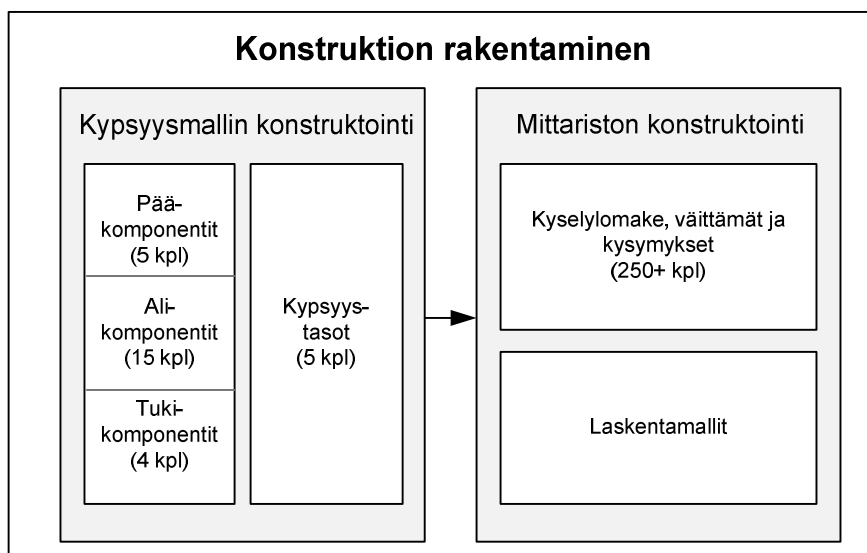 Konstruktion rakentaminen
Kypsyysmallin konstruktointi
Pää-
komponentit
(5 kpl)
Ali-
komponentit
(15 kpl)
Tuki-
komponentit
(4 kpl)
Kypsyys-
tasot
(5 kpl)
Mittariston konstruktointi
Kyselylomake, väittämät ja
kysymykset
(250+ kpl)
Laskentamallit